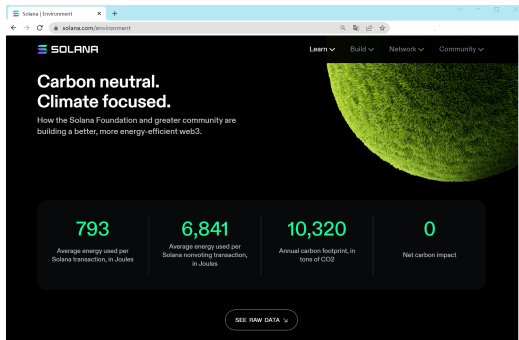 Solana | Environment
solana.com/environment
SOLANA
Learn
Build
Network
Community
Carbon neutral.
Climate focused.
How the Solana Foundation and greater community are
building a better, more energy-efficient web3.
793
Average energy used per
Solana transaction, in Joules
6,841
Average energy used per
Solana nonvoting transaction,
in Joules
10,320
Annual carbon footprint, in
tons of CO2
0
Net carbon impact
SEE RAW DATA